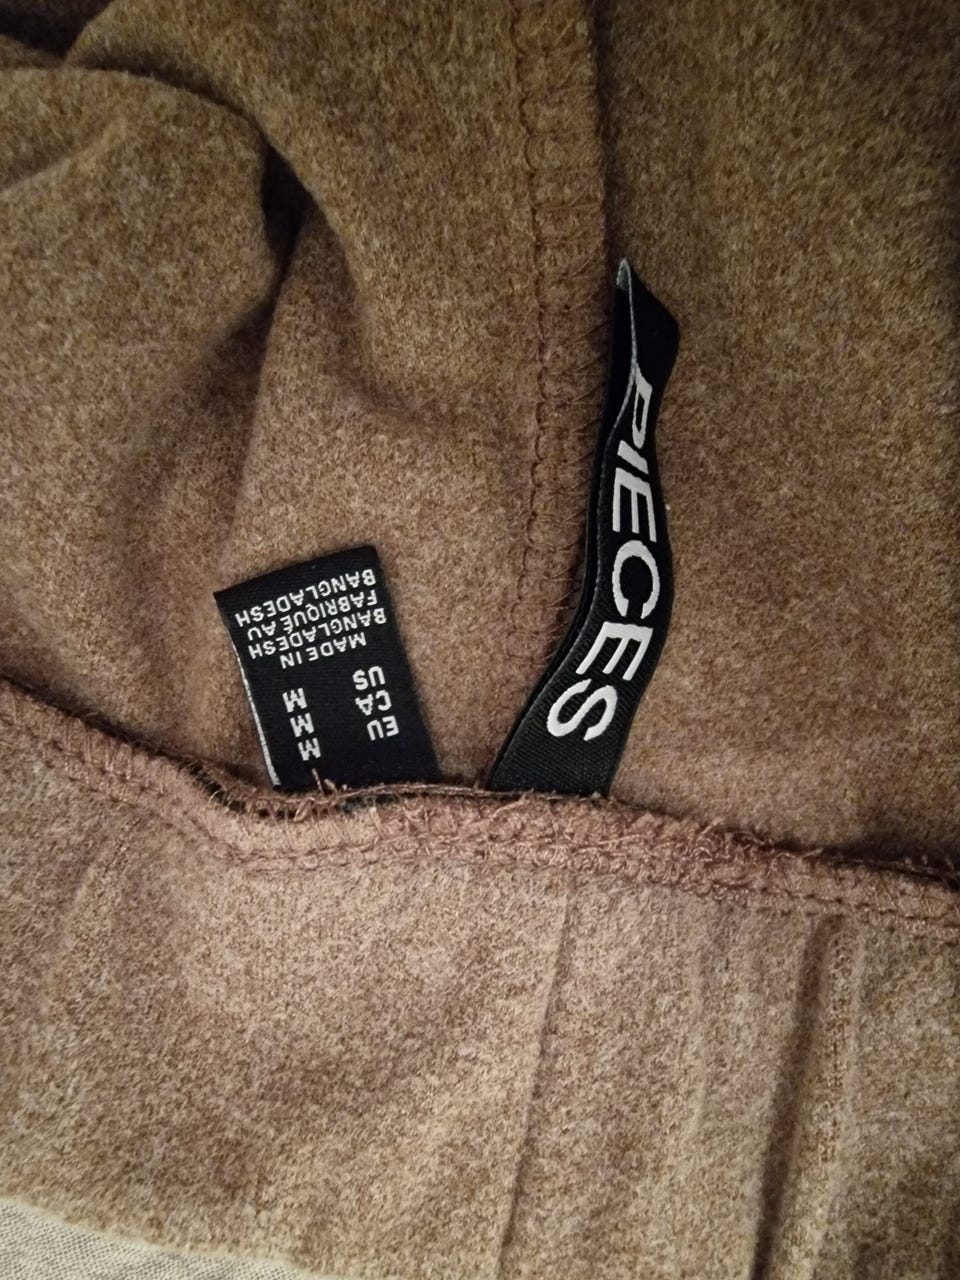 PIECES
EU M
CA M
US M
MADE IN
BANGLADESH
FABRIQUÉ AU
BANGLADESH